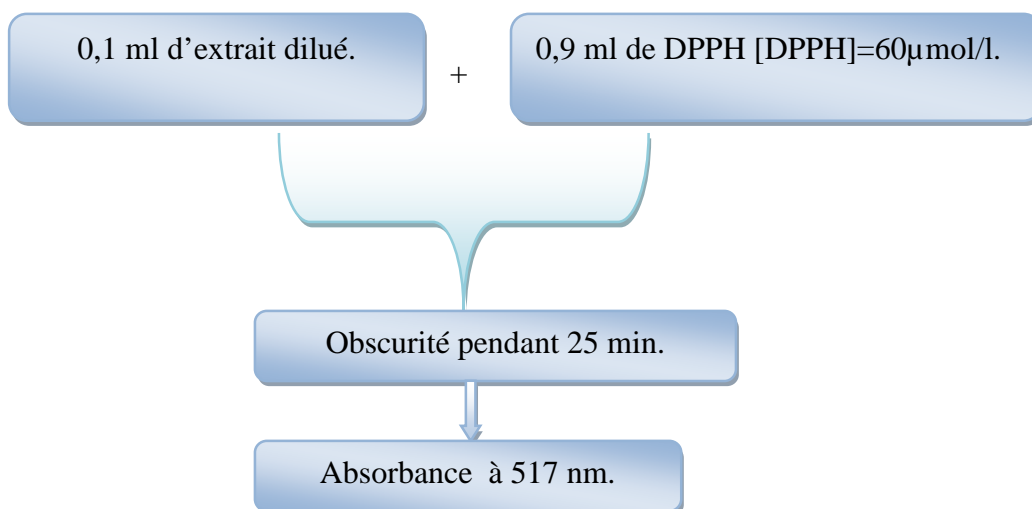 0,1 ml d’extrait dilué.
+
0,9 ml de DPPH [DPPH]=60µmol/l.
Obscurité pendant 25 min.
Absorbance à 517 nm.